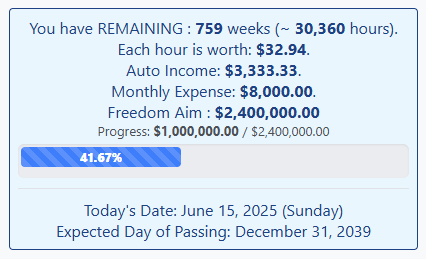 You have REMAINING : 759 weeks (~ 30,360 hours).
Each hour is worth: $32.94.
Auto Income: $3,333.33.
Monthly Expense: $8,000.00.
Freedom Aim : $2,400,000.00
Progress: $1,000,000.00 / $2,400,000.00
41.67%
Today's Date: June 15, 2025 (Sunday)
Expected Day of Passing: December 31, 2039